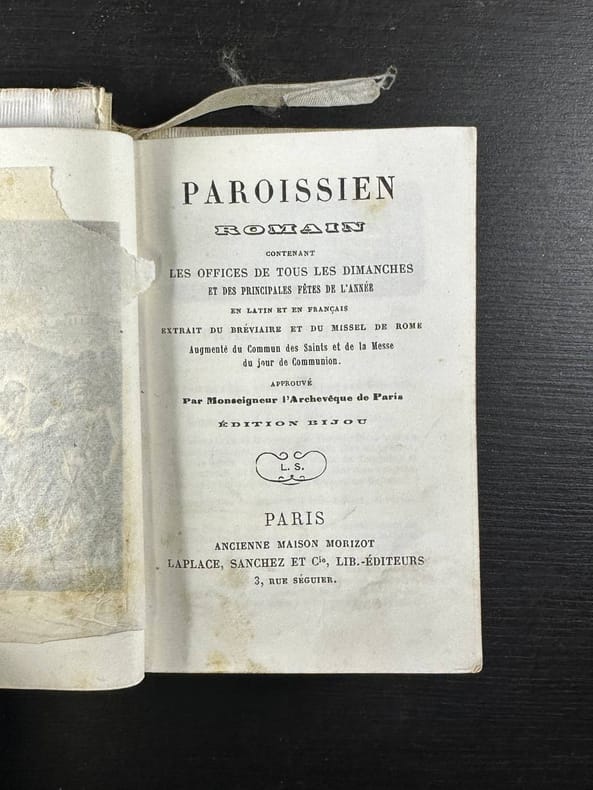 PAROISSIEN
ROMAIN
CONTENANT
LES OFFICES DE TOUS LES DIMANCHES
ET DES PRINCIPALES FÊTES DE L'ANNÉE
EN LATIN ET EN FRANÇAIS
EXTRAIT DU BRÉVIAIRE ET DU MISSEL DE ROME
Augmenté du Commun des Saints et de la Messe
du jour de Communion.
APPROUVÉ
Par Monseigneur l'Archevêque de Paris
ÉDITION BIJOU
L. S.
PARIS
ANCIENNE MAISON MORIZOT
LAPLACE, SANCHEZ ET Cie, LIB.-ÉDITEURS
3, RUE SÉGUIER.